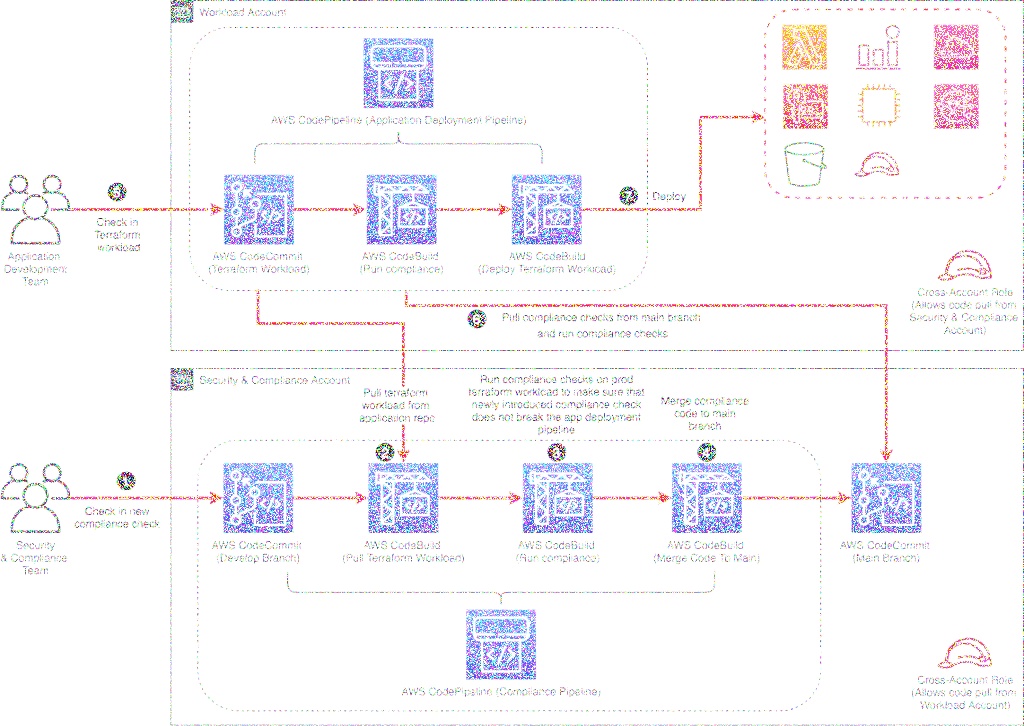 Workload Account
AWS CodePipeline (Application Deployment Pipeline)
Check in
Terraform
workload
Deploy
Application
Development
Team
AWS CodeCommit
(Terraform Workload)
AWS CodeBuild
(Run compliance)
AWS CodeBuild
(Deploy Terraform Workload)
Cross-Account Role
(Allows code pull from
Security & Compliance
Account)
Pull compliance checks from main branch
and run compliance checks
Security & Compliance Account
Pull terraform
workload from
application repo
Run compliance checks on prod
terraform workload to make sure that
newly introduced compliance check
does not break the app deployment
pipeline
Merge compliance
code to main
branch
Check in new
compliance check
Security
& Compliance
Team
AWS CodeCommit
(Develop Branch)
AWS CodeBuild
(Pull Terraform Workload)
AWS CodeBuild
(Run compliance)
AWS CodeBuild
(Merge Code To Main)
AWS CodeCommit
(Main Branch)
AWS CodePipeline (Compliance Pipeline)
Cross-Account Role
(Allows code pull from
Workload Account)